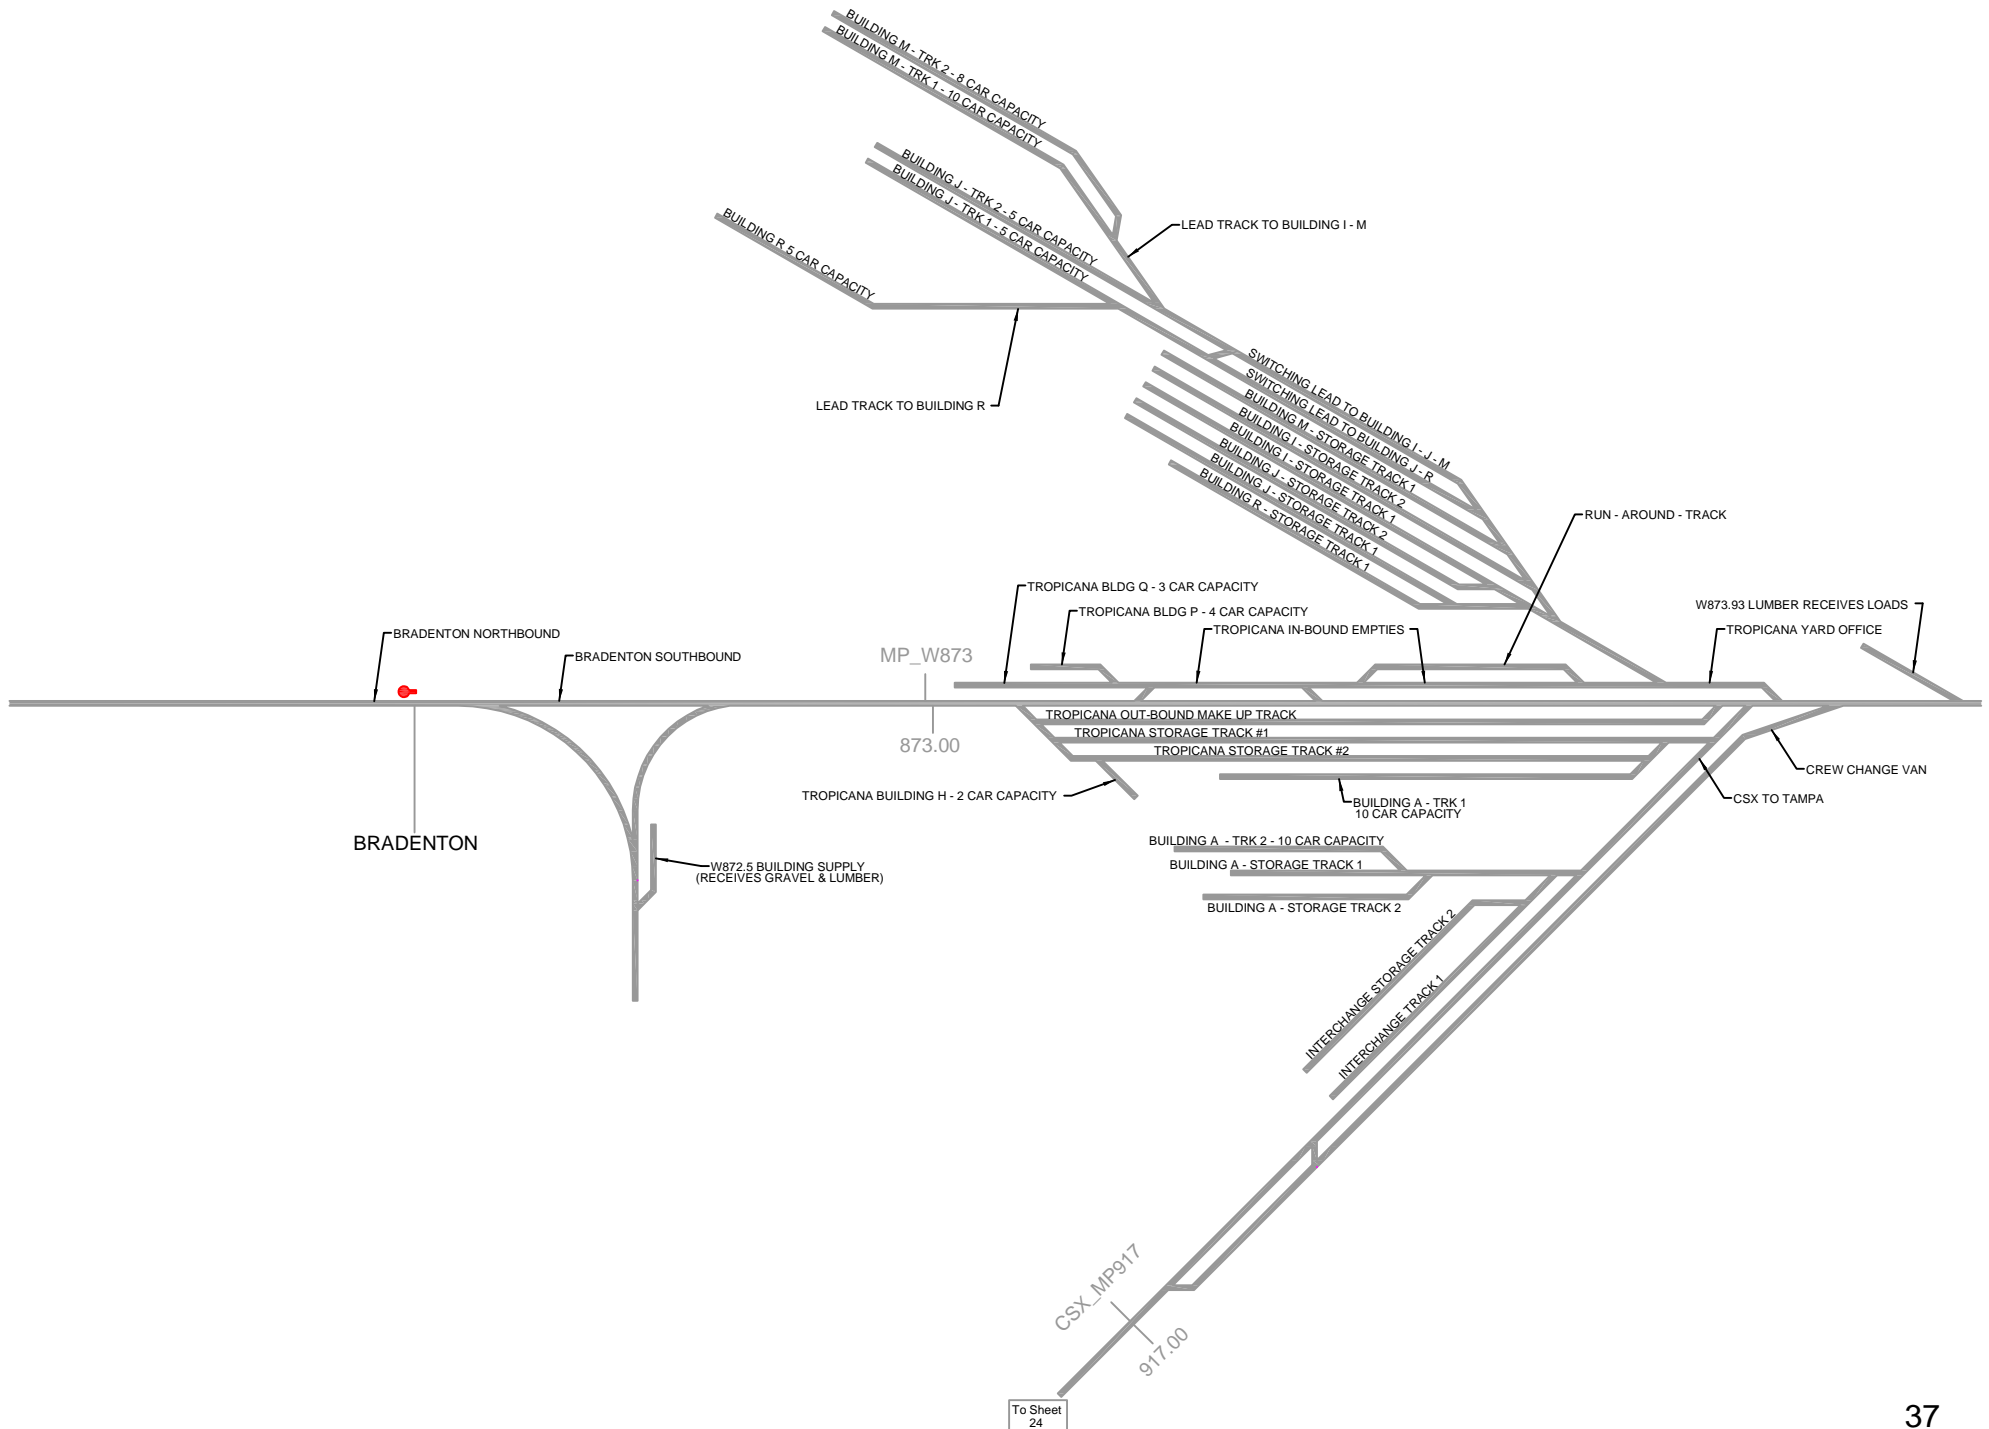 BUILDING M - TRK 2 - 8 CAR CAPACITY
BUILDING M - TRK 1 - 10 CAR CAPACITY
BUILDING J - TRK 2 - 5 CAR CAPACITY
BUILDING J - TRK 1 - 5 CAR CAPACITY
BUILDING R 5 CAR CAPACITY
LEAD TRACK TO BUILDING I - M
LEAD TRACK TO BUILDING R
SWITCHING LEAD TO BUILDING I - J - M
SWITCHING LEAD TO BUILDING J - R
BUILDING M - STORAGE TRACK 1
BUILDING I - STORAGE TRACK 2
BUILDING I - STORAGE TRACK 1
BUILDING J - STORAGE TRACK 2
BUILDING J - STORAGE TRACK 1
BUILDING R - STORAGE TRACK 1
RUN - AROUND - TRACK
TROPICANA BLDG Q - 3 CAR CAPACITY
TROPICANA BLDG P - 4 CAR CAPACITY
TROPICANA IN-BOUND EMPTIES
W873.93 LUMBER RECEIVES LOADS
TROPICANA YARD OFFICE
BRADENTON NORTHBOUND
BRADENTON SOUTHBOUND
MP_W873
873.00
TROPICANA OUT-BOUND MAKE UP TRACK
TROPICANA STORAGE TRACK #1
TROPICANA STORAGE TRACK #2
TROPICANA BUILDING H - 2 CAR CAPACITY
BUILDING A - TRK 1
10 CAR CAPACITY
CREW CHANGE VAN
CSX TO TAMPA
BRADENTON
W872.5 BUILDING SUPPLY
(RECEIVES GRAVEL & LUMBER)
BUILDING A - TRK 2 - 10 CAR CAPACITY
BUILDING A - STORAGE TRACK 1
BUILDING A - STORAGE TRACK 2
INTERCHANGE STORAGE TRACK 2
INTERCHANGE TRACK 1
CSX_MP917
917.00
To Sheet
24
37